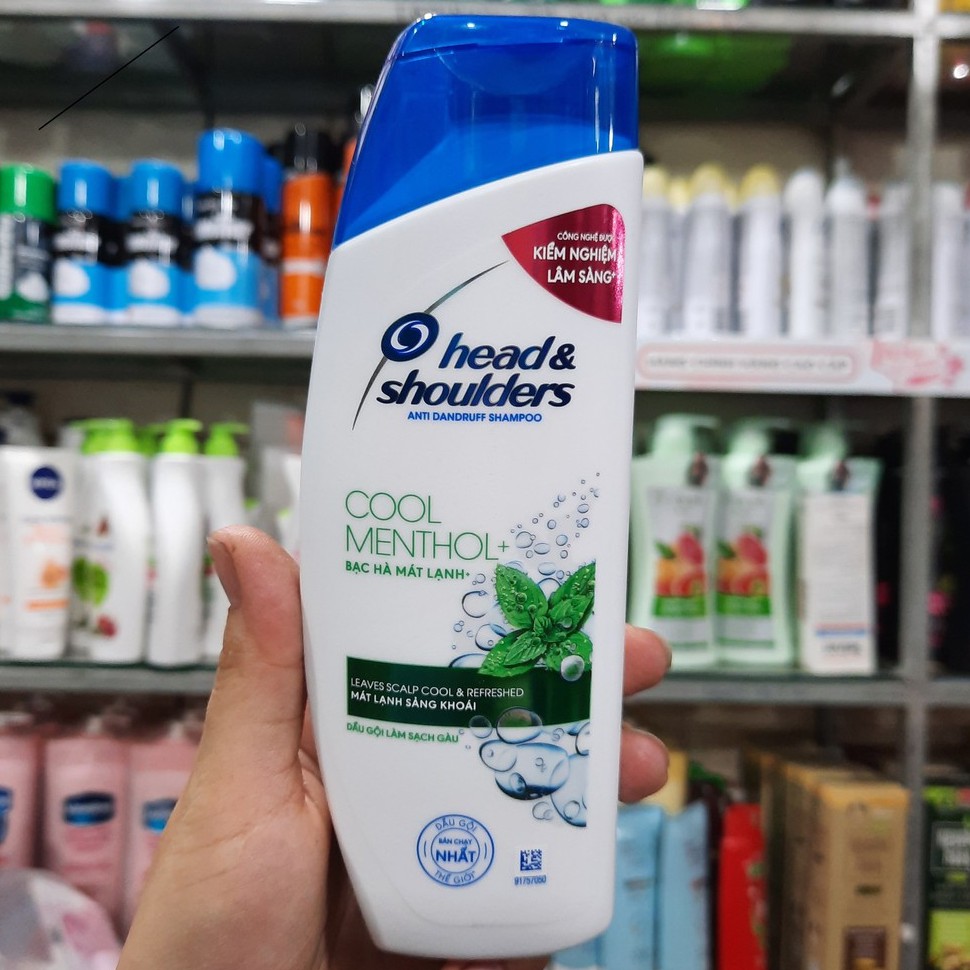 CÔNG NGHỆ ĐƯỢC
KIỂM NGHIỆM
LÂM SÀNG+
head &
shoulders
ANTI DANDRUFF SHAMPOO
COOL
MENTHOL+
BẠC HÀ MÁT LẠNH+
LEAVES SCALP COOL & REFRESHED
MÁT LẠNH SẢNG KHOÁI
DẦU GỘI LÀM SẠCH GÀU
DẦU GỘI
BÁN CHẠY
NHẤT
THẾ GIỚI*
91757050
NIVEA